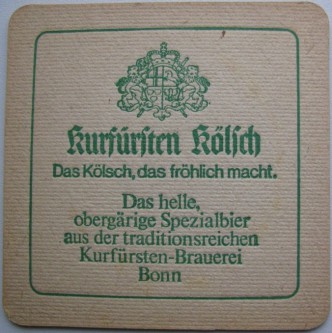 Kurfürsten Kölsch
Das Kölsch, das fröhlich macht.
Das helle,
obergärige Spezialbier
aus der traditionsreichen
Kurfürsten-Brauerei
Bonn